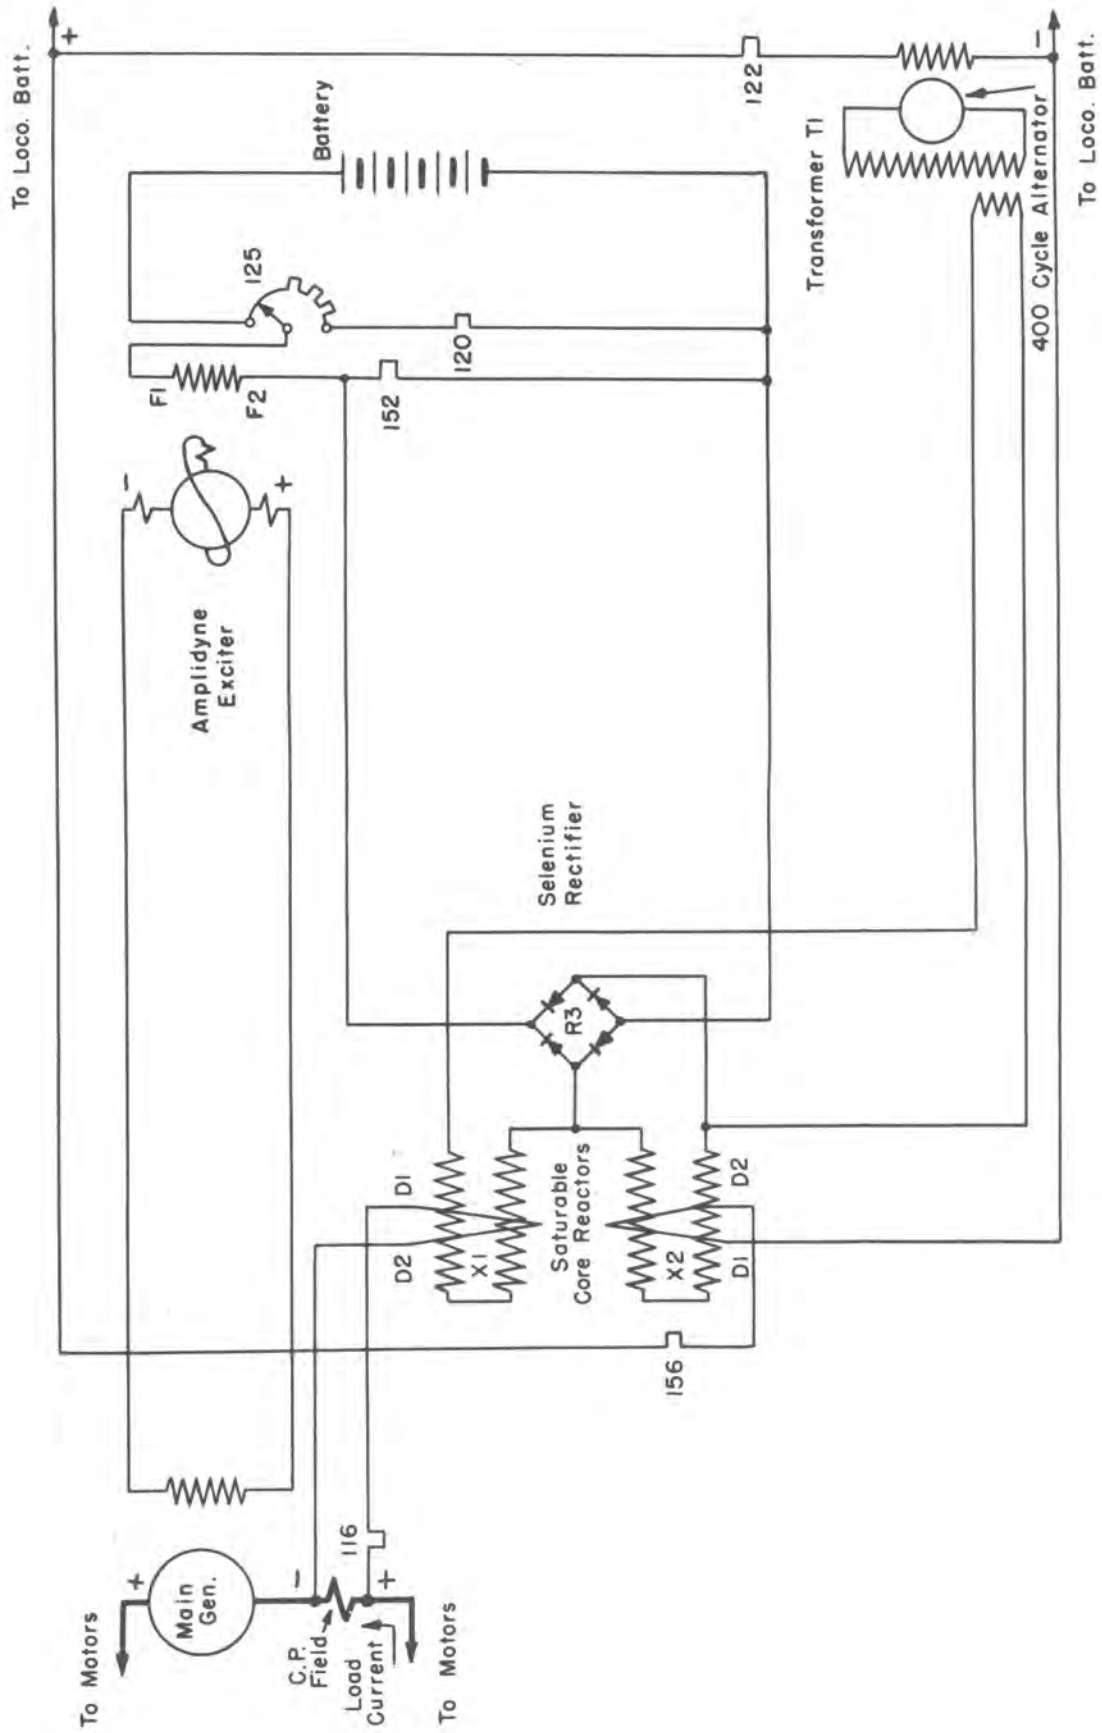 To Loco. Batt.
+
122
-
To Loco. Batt.
Battery
Transformer T1
125
120
400 Cycle Alternator
F1
F2
152
-
+
Amplidyne
Exciter
Selenium
Rectifier
R3
D1
D2
X1
Saturable
Core Reactors
X2
D2
D1
156
116
+
Main
Gen.
-
+
C.P.
Field
Load
Current
To Motors
To Motors